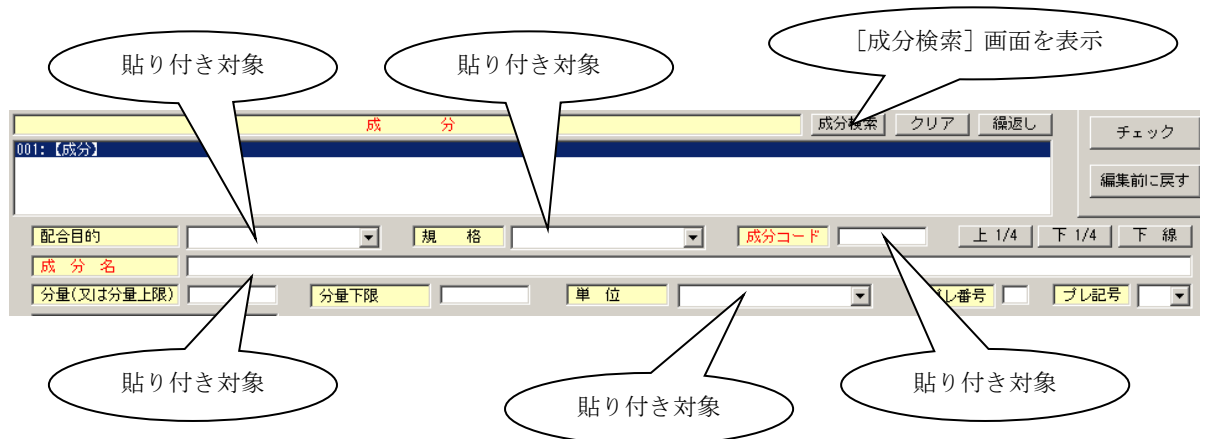 貼り付き対象
貼り付き対象
[成分検索] 画面を表示
成 分
成分検索
クリア
繰返し
チェック
001:【成分】
編集前に戻す
配合目的
規 格
成分コード
上 1/4
下 1/4
下 線
成 分 名
分量(又は分量上限)
分量下限
単 位
レ番号
プレ記号
貼り付き対象
貼り付き対象
貼り付き対象